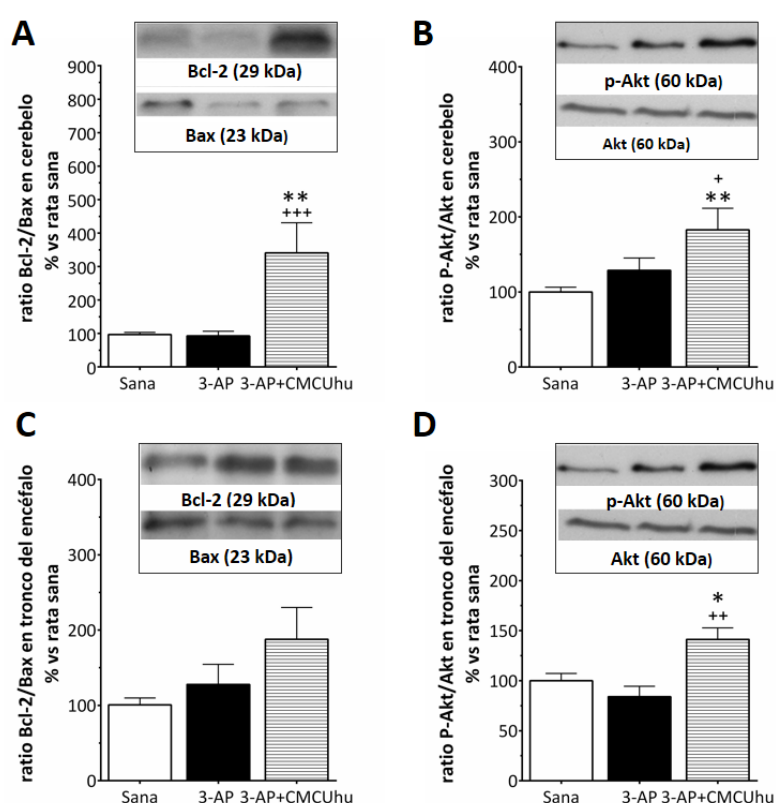 A
Bcl-2 (29 kDa)
Bax (23 kDa)
ratio Bcl-2/Bax en cerebelo
% vs rata sana
900
800
700
600
500
400
300
200
100
0
**
+++
Sana 3-AP 3-AP+CMCUhu
B
p-Akt (60 kDa)
Akt (60 kDa)
ratio P-Akt/Akt en cerebelo
% vs rata sana
400
300
200
100
0
+
**
Sana 3-AP 3-AP+CMCUhu
C
Bcl-2 (29 kDa)
Bax (23 kDa)
ratio Bcl-2/Bax en tronco del encéfalo
% vs rata sana
400
300
200
100
0
Sana 3-AP 3-AP+CMCUhu
D
p-Akt (60 kDa)
Akt (60 kDa)
ratio P-Akt/Akt en tronco del encéfalo
% vs rata sana
300
250
200
150
100
50
0
*
++
Sana 3-AP 3-AP+CMCUhu